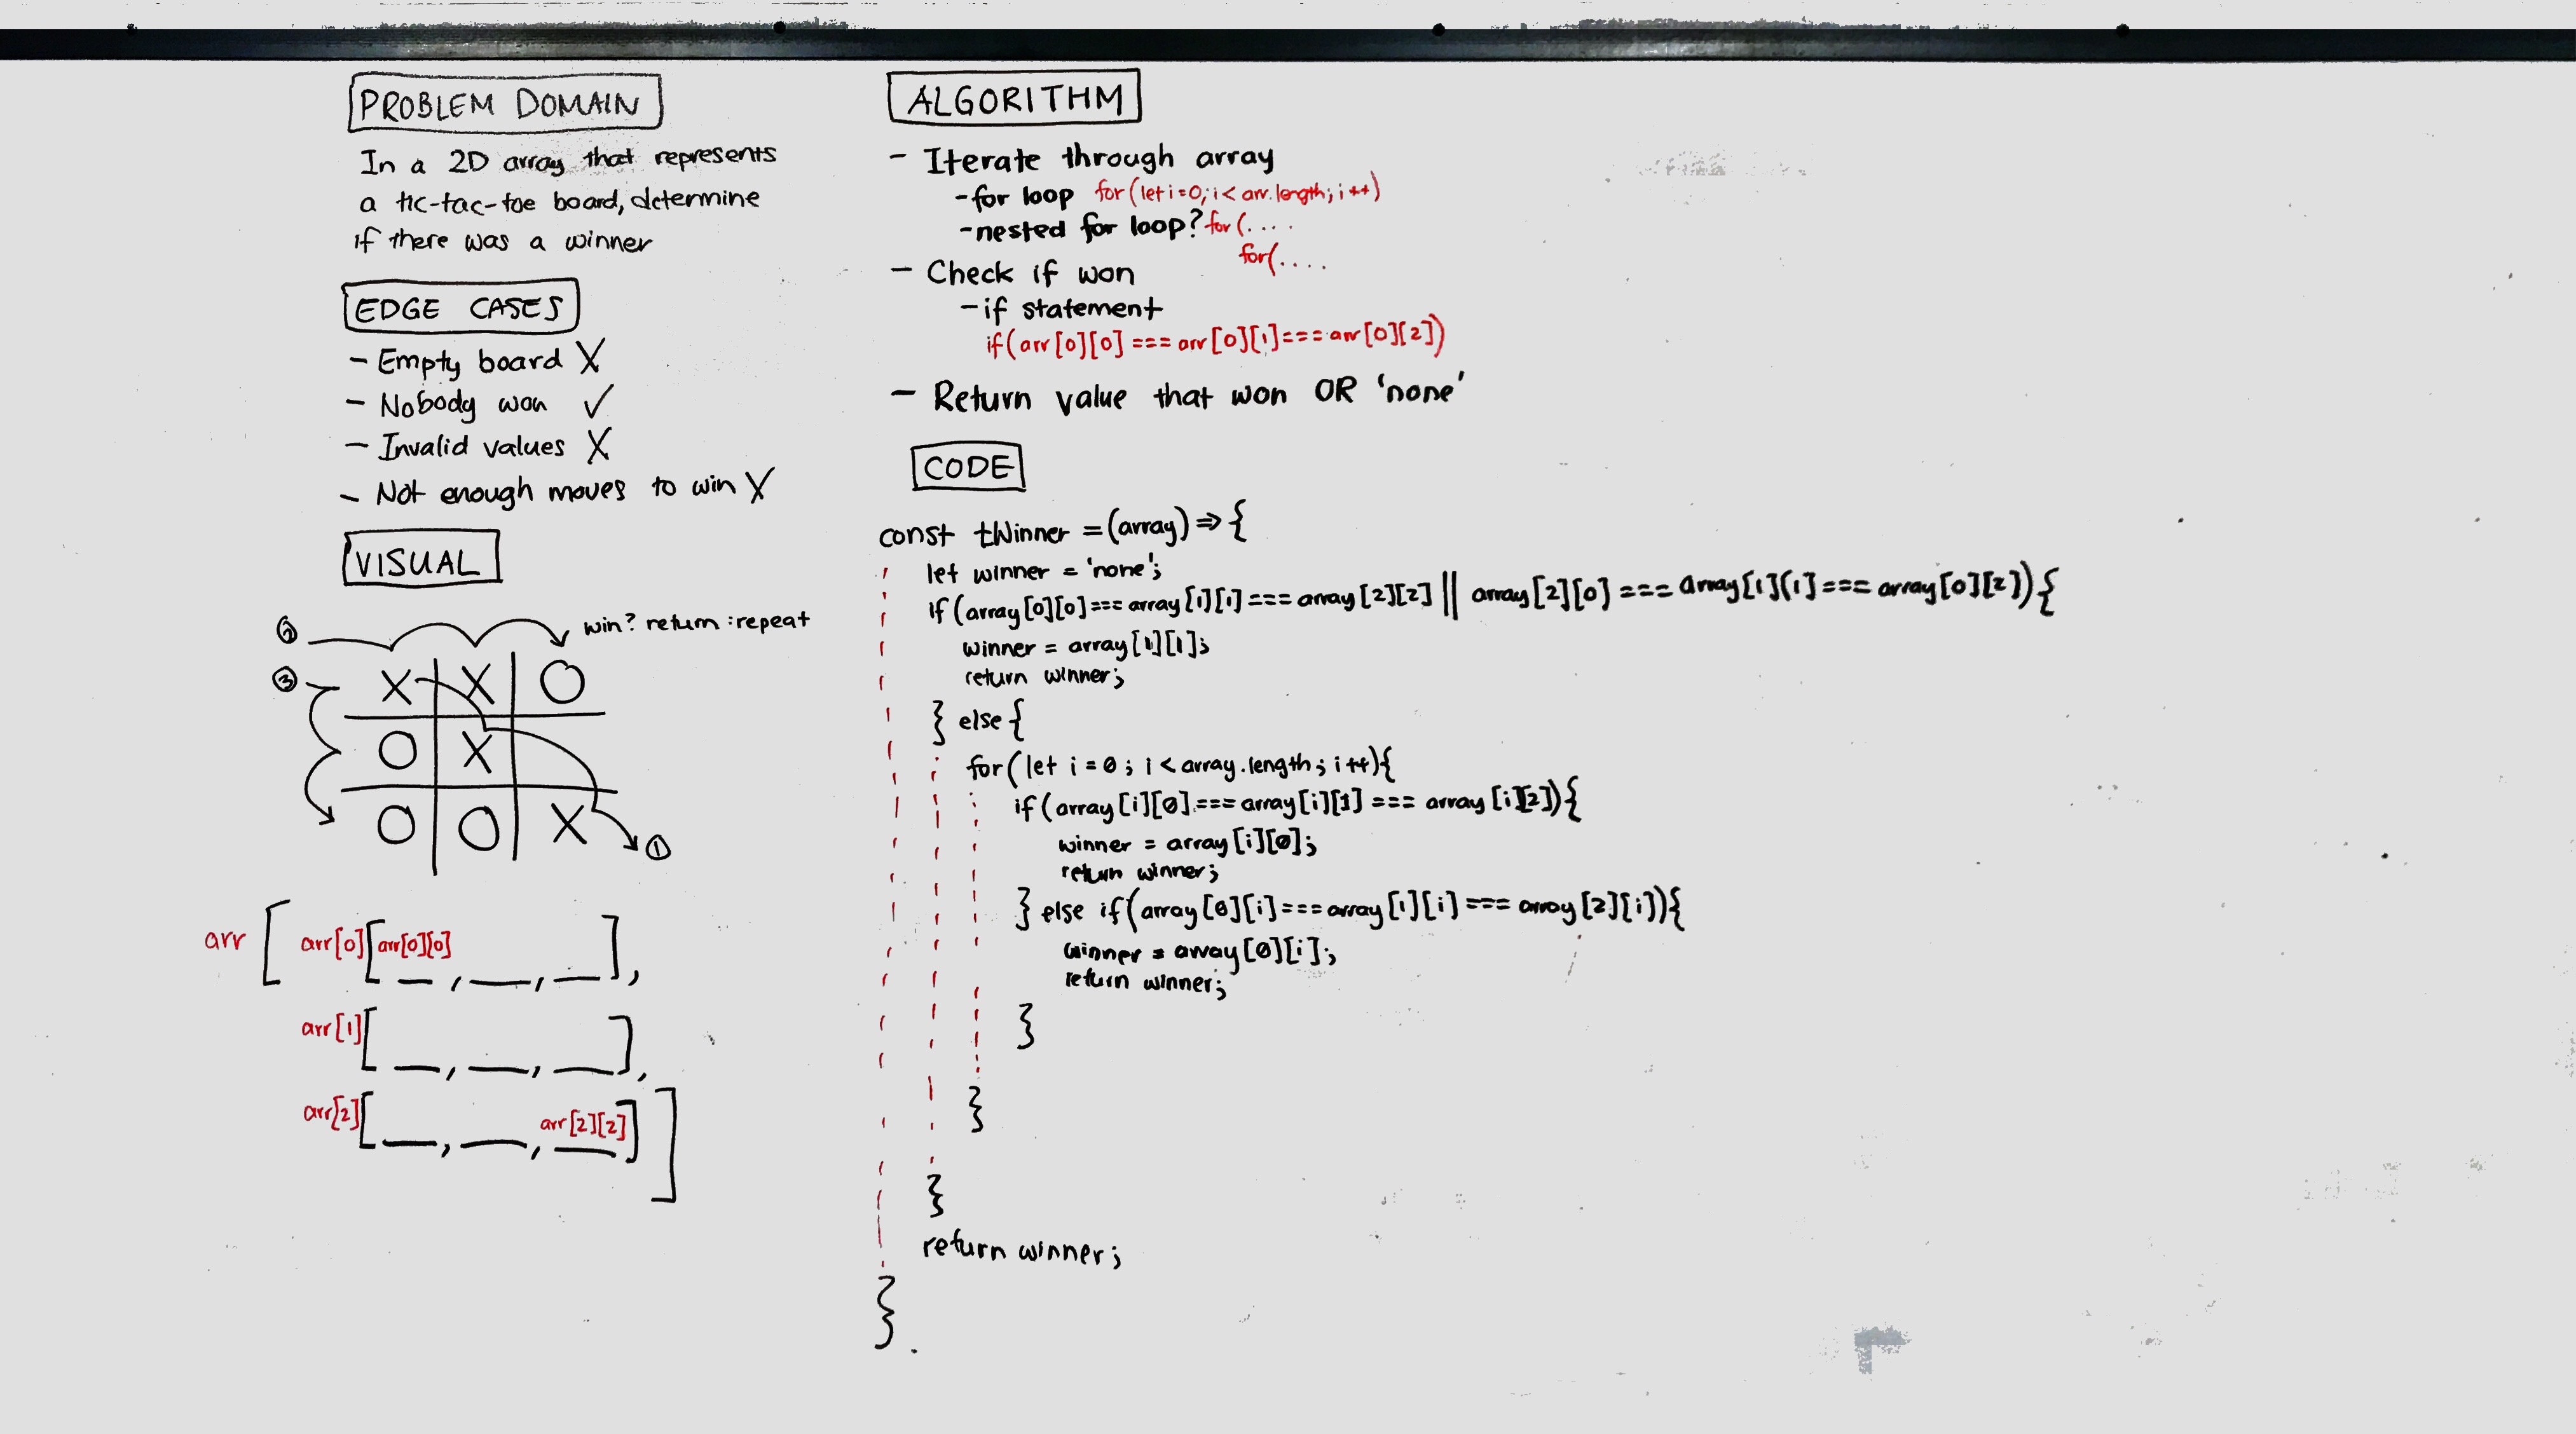 PROBLEM DOMAIN
In a 2D array that represents
a tic-tac-toe board, determine
if there was a winner
EDGE CASES
- Empty board X
- Nobody won ✓
- Invalid values X
- Not enough moves to win X
VISUAL
② win? return : repeat
③ X X O
O X
O O X ①
arr [ arr[0] [ arr[0][0] __, __, __ ],
arr[1] [ __, __, __ ],
arr[2] [ __, __, arr[2][2] ] ]
ALGORITHM
- Iterate through array
- for loop for(let i=0; i< arr.length; i++)
- nested for loop? for(....
for(....
- Check if won
- if statement
if(arr[0][0] === arr[0][1] === arr[0][2])
- Return value that won OR 'none'
CODE
const tWinner = (array) => {
let winner = 'none';
if(array[0][0] === array[1][1] === array[2][2] || array[2][0] === array[1][1] === array[0][2]){
winner = array[1][1];
return winner;
} else {
for(let i = 0; i < array.length; i++){
if(array[i][0] === array[i][1] === array[i][2]){
winner = array[i][0];
return winner;
} else if(array[0][i] === array[1][i] === array[2][i]){
winner = array[0][i];
return winner;
}
}
}
return winner;
}